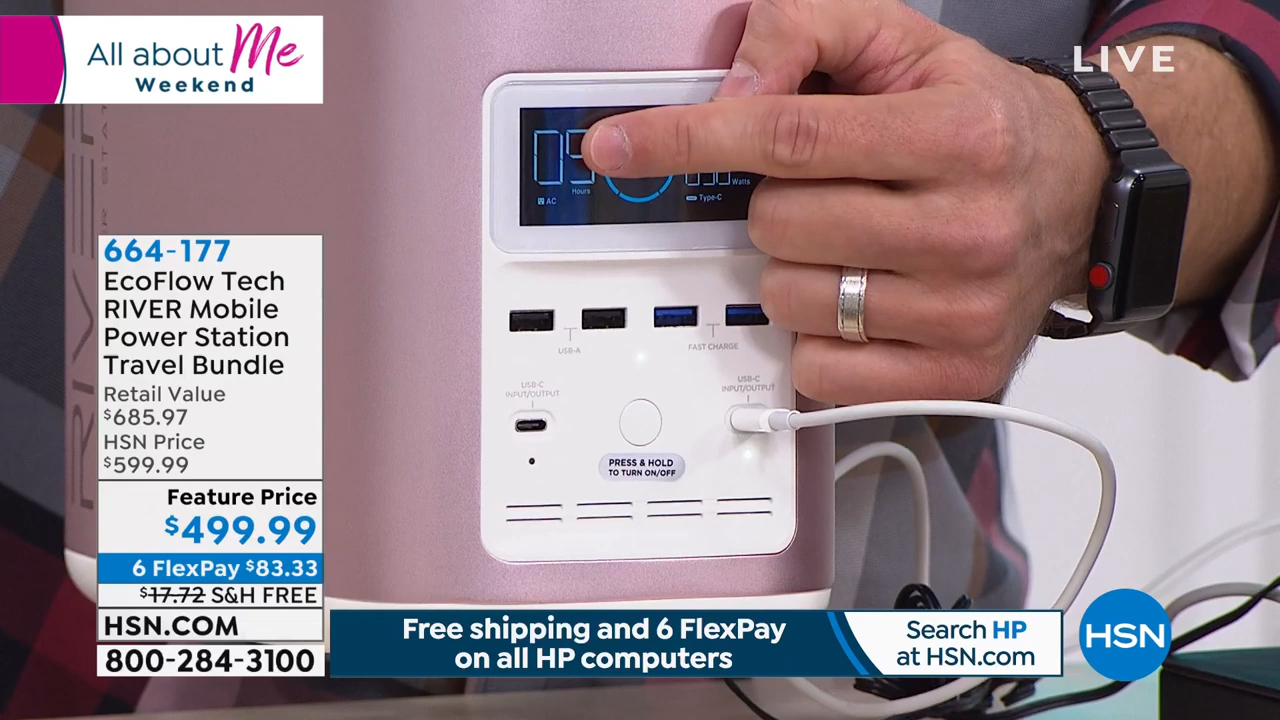 All about Me
Weekend
LIVE
RIVER
664-177
EcoFlow Tech
RIVER Mobile
Power Station
Travel Bundle
Retail Value
$685.97
HSN Price
$599.99
Feature Price
$499.99
6 FlexPay $83.33
$17.72 S&H FREE
HSN.COM
800-284-3100
Hours
AC
Watts
Type-C
USB-A
FAST CHARGE
USB-C
INPUT/OUTPUT
USB-C
INPUT/OUTPUT
PRESS & HOLD
TO TURN ON/OFF
Free shipping and 6 FlexPay
on all HP computers
Search HP
at HSN.com
HSN